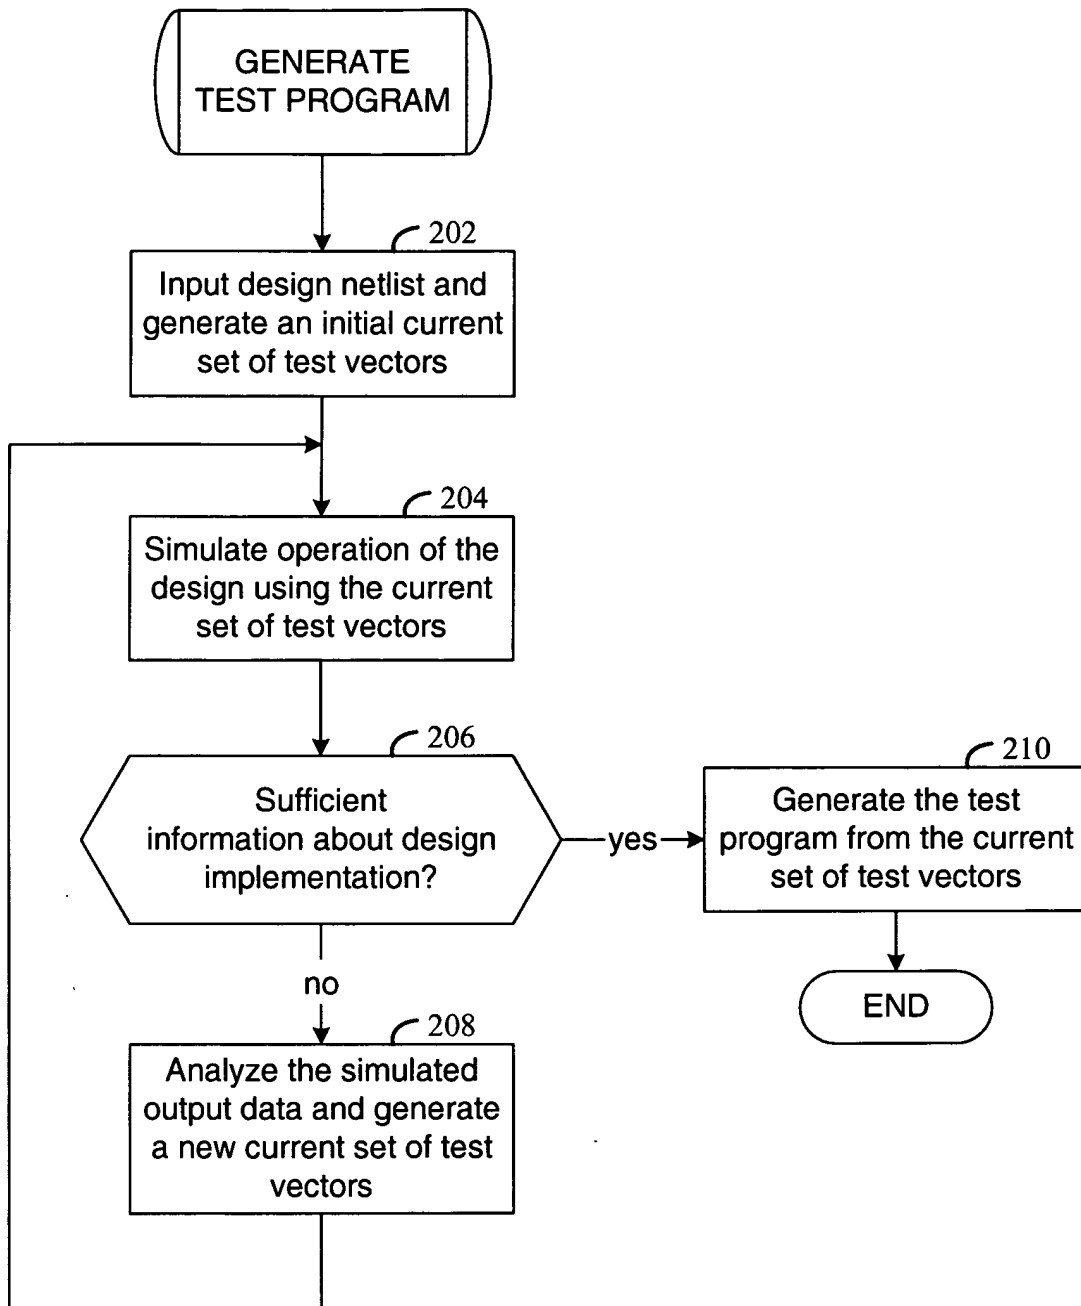 GENERATE
TEST PROGRAM
202
Input design netlist and
generate an initial current
set of test vectors
204
Simulate operation of the
design using the current
set of test vectors
206
Sufficient
information about design
implementation?
yes
210
Generate the test
program from the current
set of test vectors
END
no
208
Analyze the simulated
output data and generate
a new current set of test
vectors